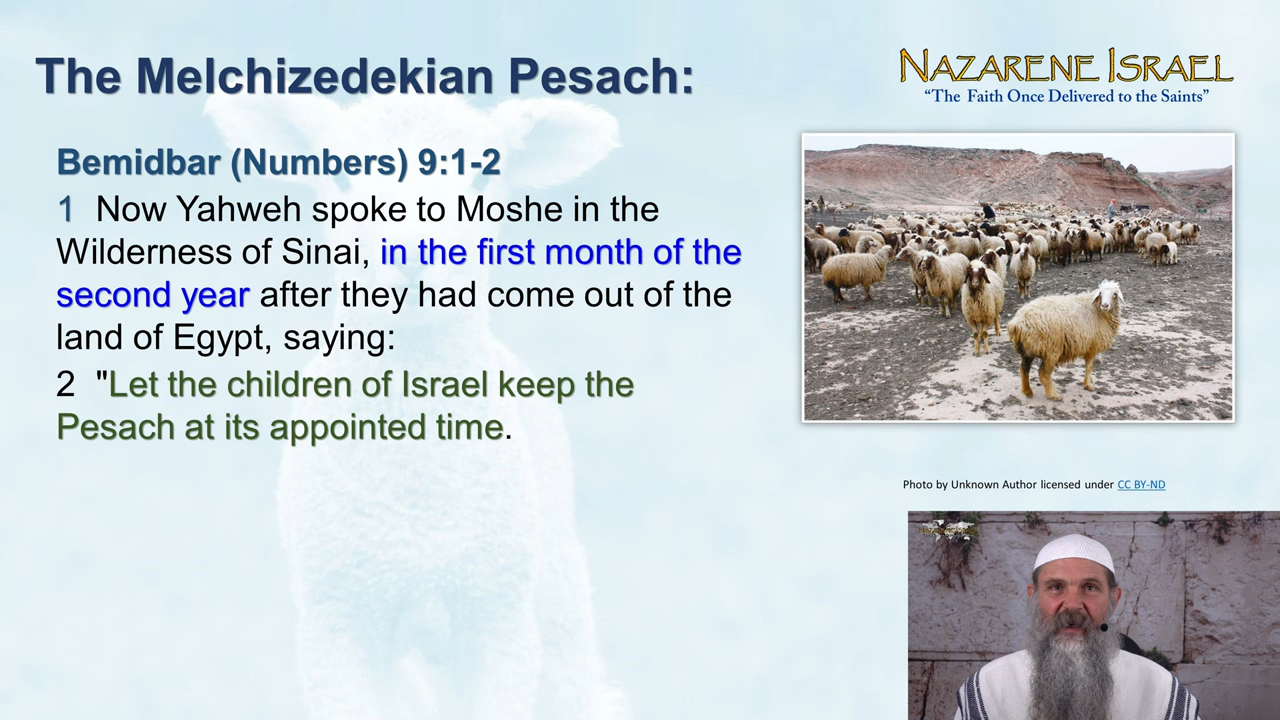 The Melchizedekian Pesach:
NAZARENE ISRAEL
“The Faith Once Delivered to the Saints”
Bemidbar (Numbers) 9:1-2
1 Now Yahweh spoke to Moshe in the
Wilderness of Sinai, in the first month of the
second year after they had come out of the
land of Egypt, saying:
2 "Let the children of Israel keep the
Pesach at its appointed time.
Photo by Unknown Author licensed under CC BY-ND